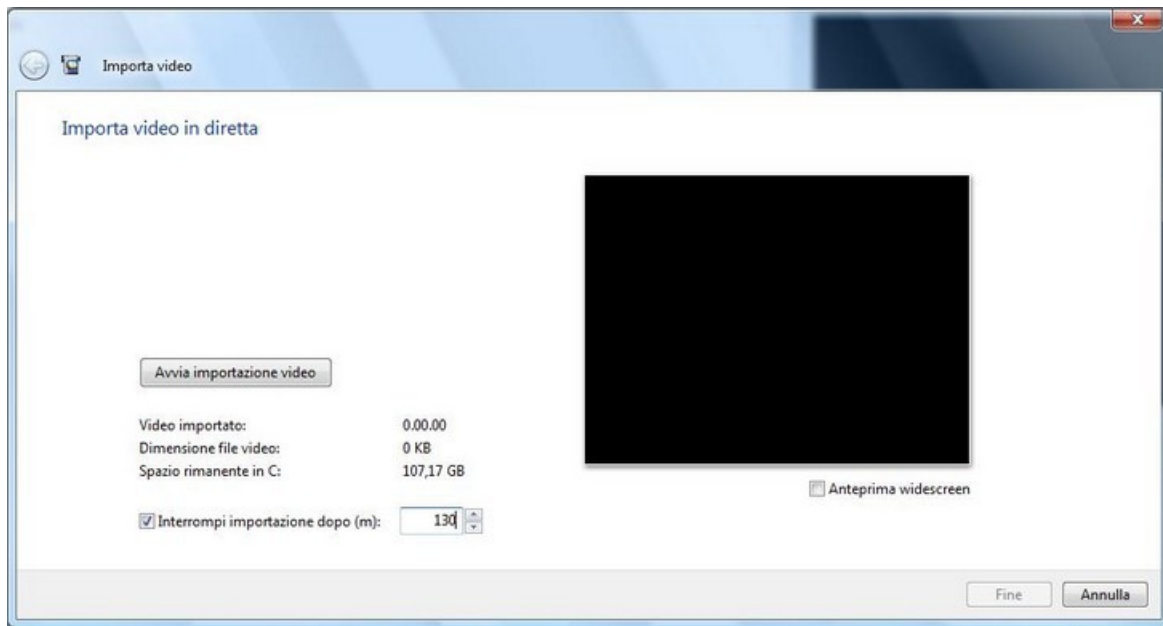 Importa video
Importa video in diretta
Avvia importazione video
Video importato: 0.00.00
Dimensione file video: 0 KB
Spazio rimanente in C: 107,17 GB
Anteprima widescreen
Interrompi importazione dopo (m): 130
Fine Annulla